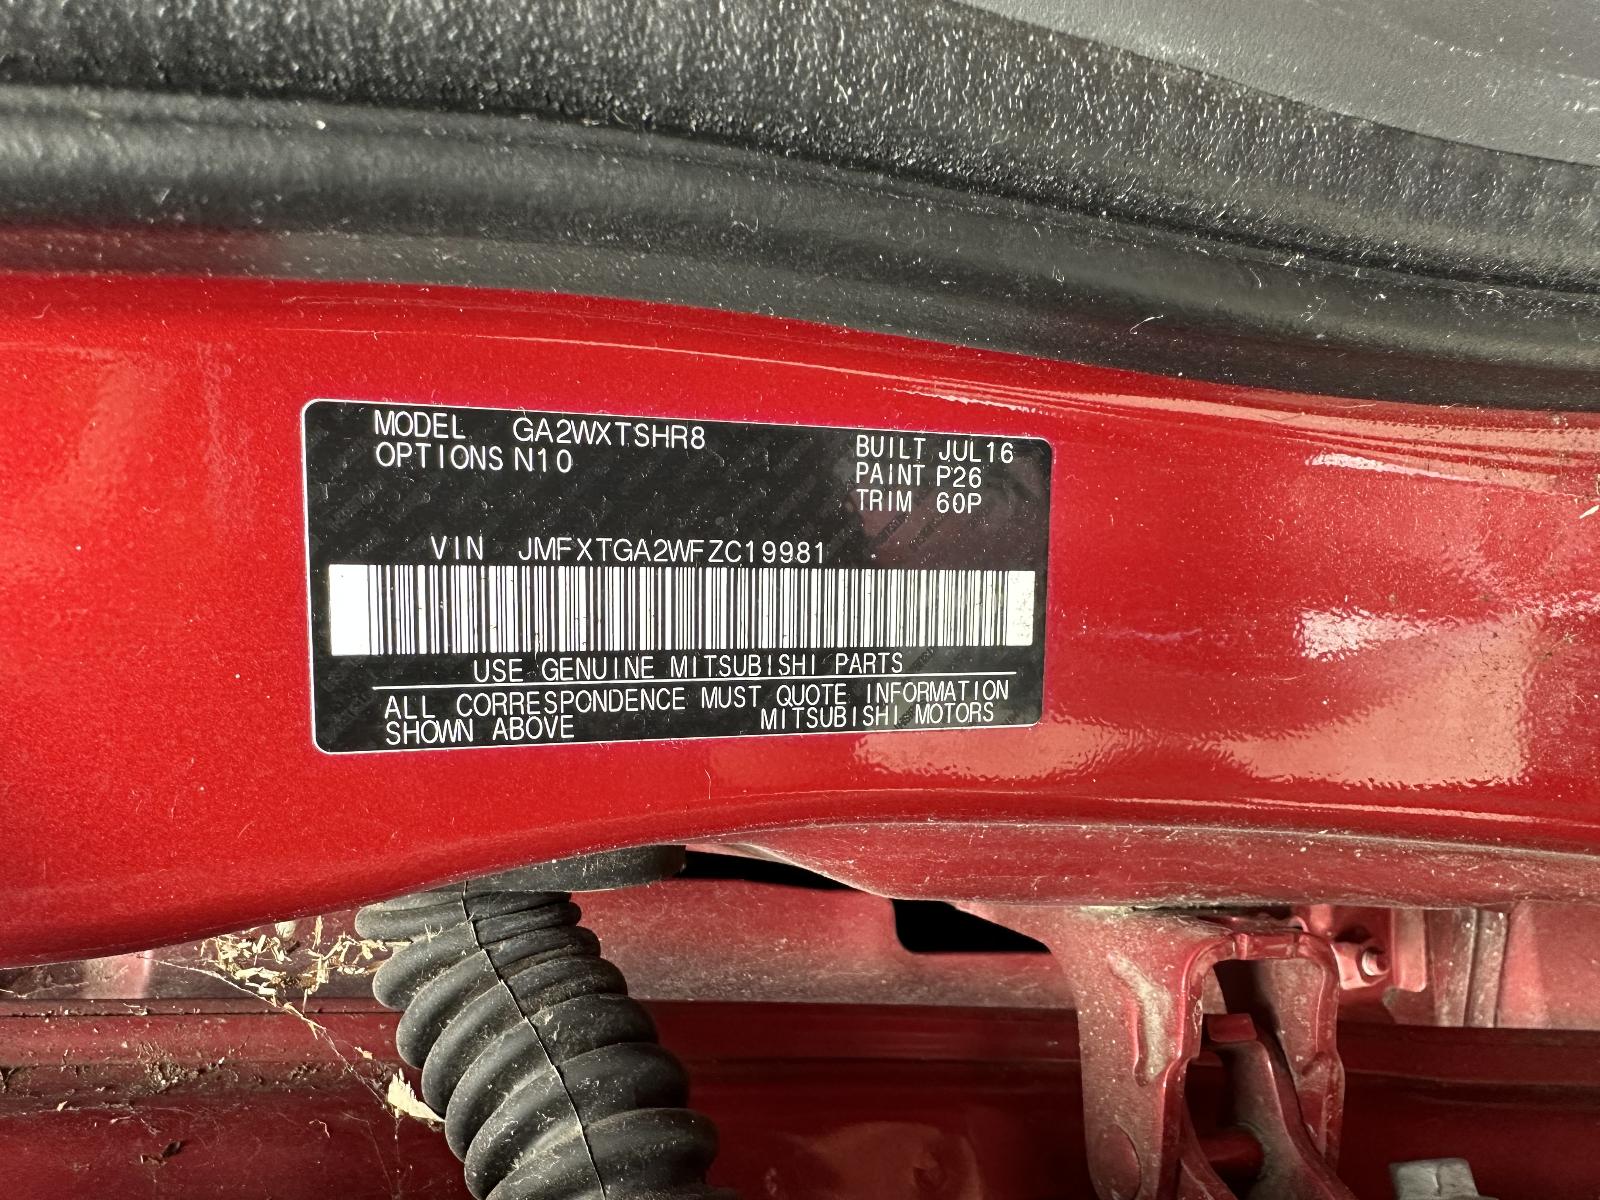 MODEL GA2WXTSHR8
OPTIONS N10
BUILT JUL16
PAINT P26
TRIM 60P
VIN JMFXTGA2WFZC19981
USE GENUINE MITSUBISHI PARTS
ALL CORRESPONDENCE MUST QUOTE INFORMATION
SHOWN ABOVE MITSUBISHI MOTORS